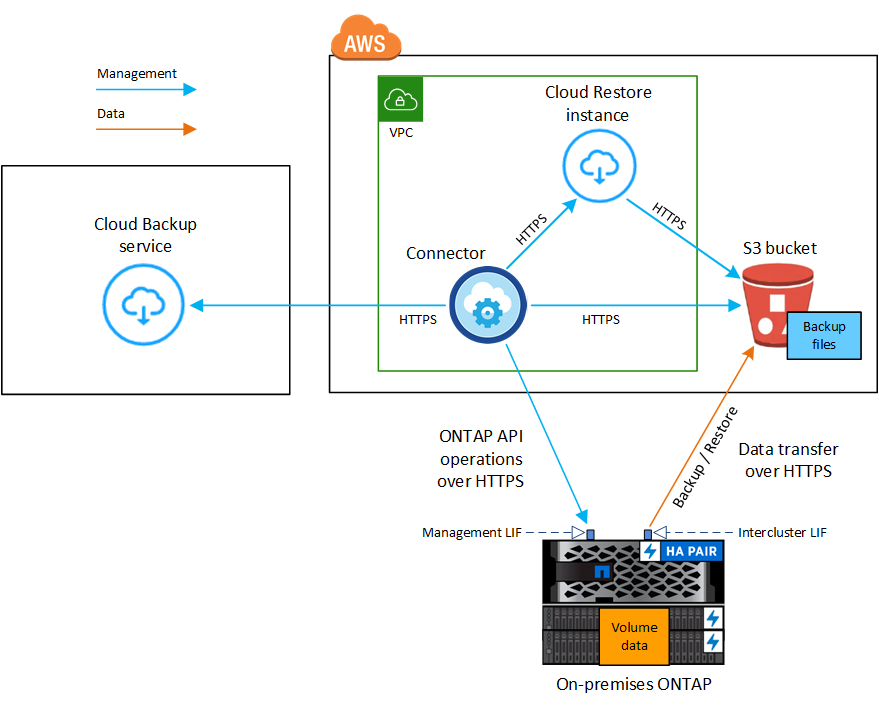 AWS
Management
Data
VPC
Cloud Restore
instance
HTTPS
HTTPS
Cloud Backup
service
Connector
S3 bucket
HTTPS
HTTPS
Backup
files
ONTAP API
operations
over HTTPS
Backup / Restore
Data transfer
over HTTPS
Management LIF
Intercluster LIF
HA PAIR
Volume
data
On-premises ONTAP